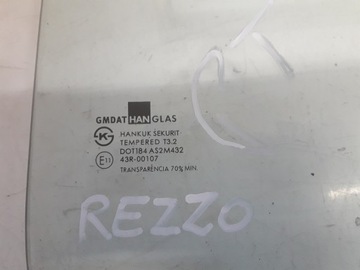 GMDAT HAN GLAS
HANKUK SEKURIT
TEMPERED T3.2
DOT184 AS2M432
43R-00107
TRANSPARÊNCIA 70% MIN.
REZZO